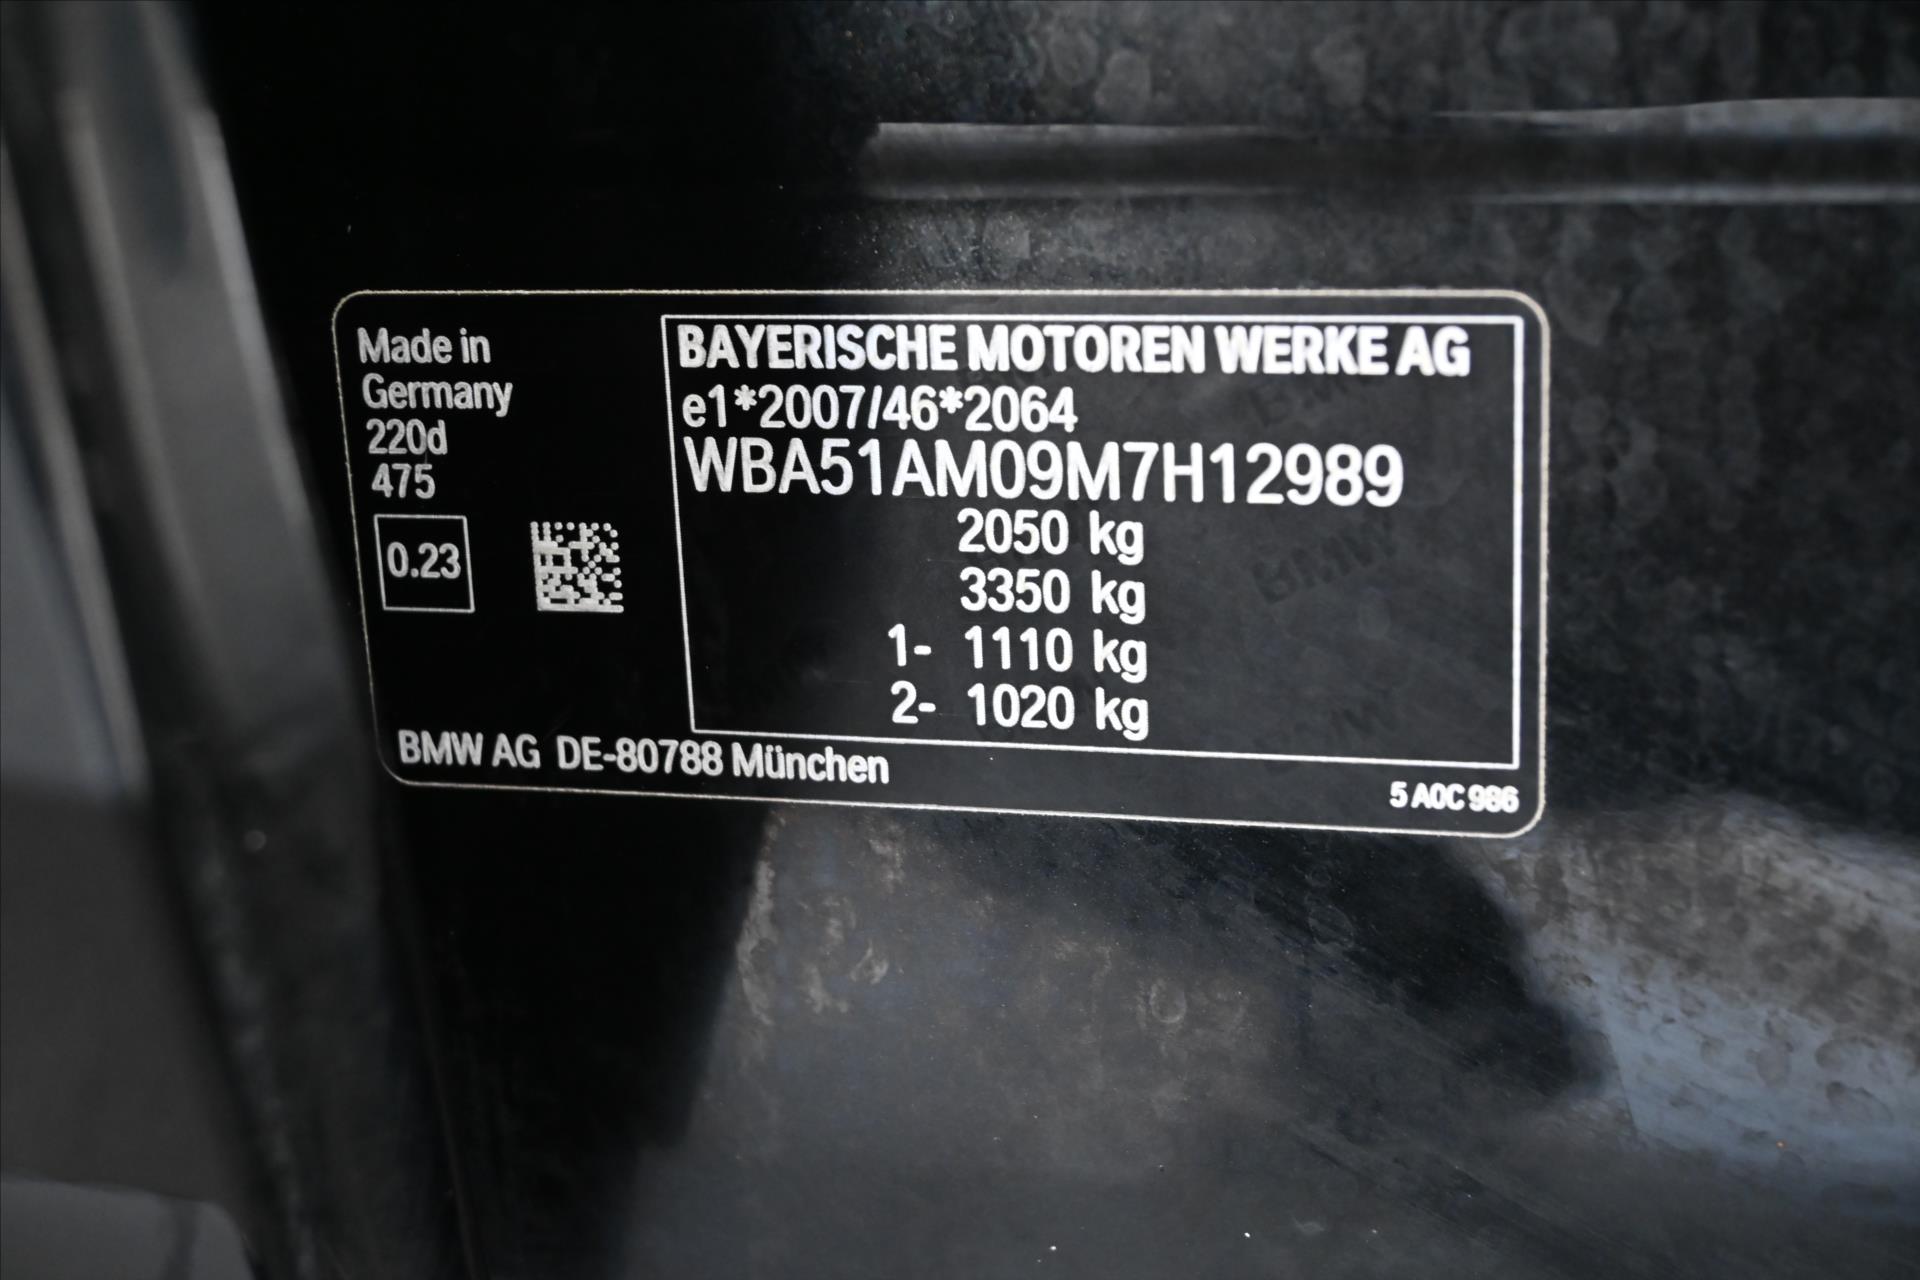 Made in
Germany
220d
475
0.23
BAYERISCHE MOTOREN WERKE AG
e1*2007/46*2064
WBA51AM09M7H12989
2050 kg
3350 kg
1- 1110 kg
2- 1020 kg
BMW AG DE-80788 München
5 A0C 986
BMW